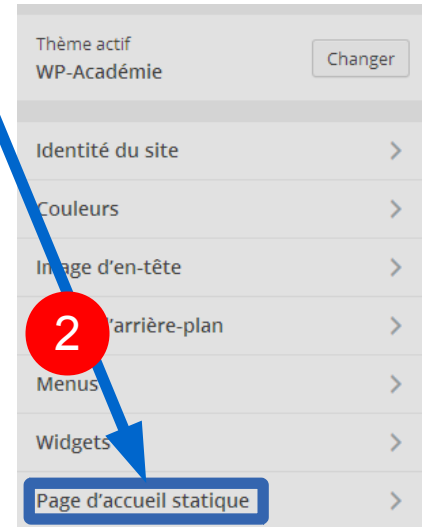 Thème actif
WP-Académie
Changer
Identité du site
Couleurs
Image d’en-tête
2
d’arrière-plan
Menus
Widgets
Page d’accueil statique